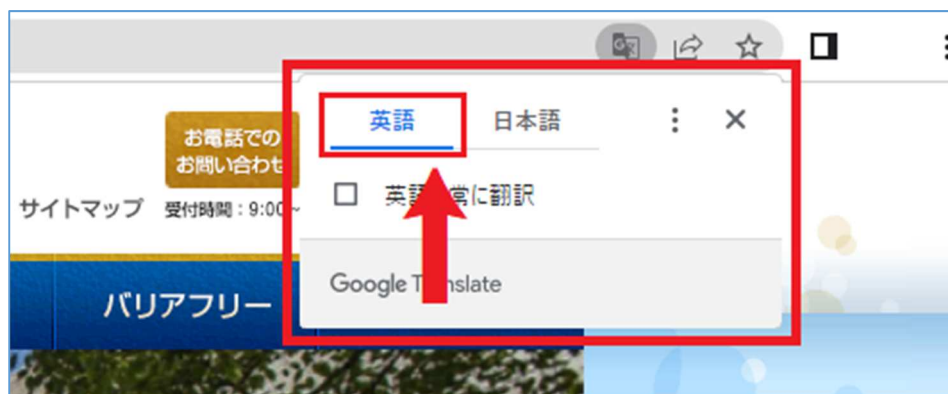 英語 日本語
お電話での
お問い合わせ
サイトマップ 受付時間：9:00~
英語 常に翻訳
Google T nslate
バリアフリー